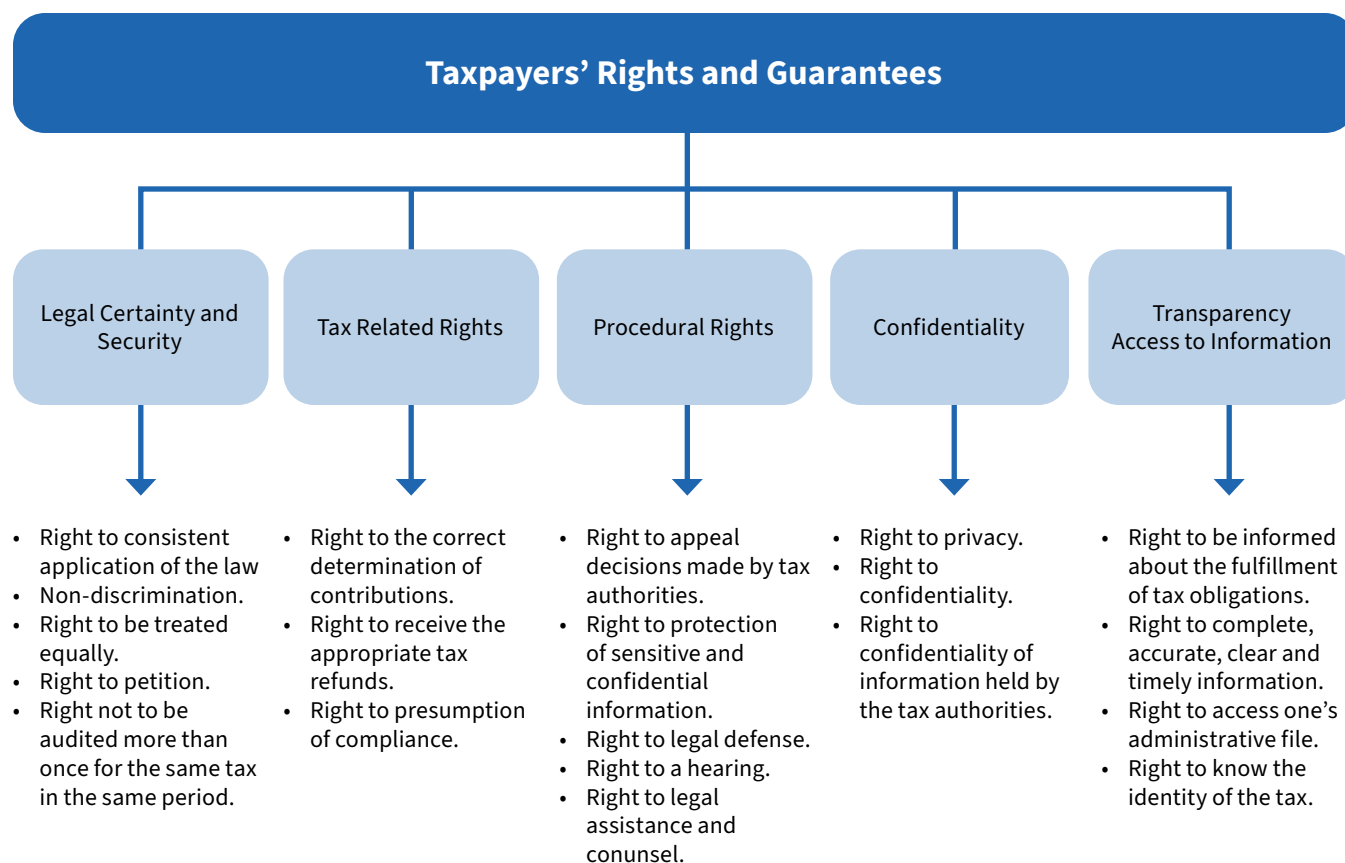 Taxpayers’ Rights and Guarantees
Legal Certainty and
Security
Tax Related Rights
Procedural Rights
Confidentiality
Transparency
Access to Information
• Right to consistent
application of the law
• Non-discrimination.
• Right to be treated
equally.
• Right to petition.
• Right not to be
audited more than
once for the same tax
in the same period.
• Right to the correct
determination of
contributions.
• Right to receive the
appropriate tax
refunds.
• Right to presumption
of compliance.
• Right to appeal
decisions made by tax
authorities.
• Right to protection
of sensitive and
confidential
information.
• Right to legal defense.
• Right to a hearing.
• Right to legal
assistance and
conunsel.
• Right to privacy.
• Right to
confidentiality.
• Right to
confidentiality of
information held by
the tax authorities.
• Right to be informed
about the fulfillment
of tax obligations.
• Right to complete,
accurate, clear and
timely information.
• Right to access one’s
administrative file.
• Right to know the
identity of the tax.